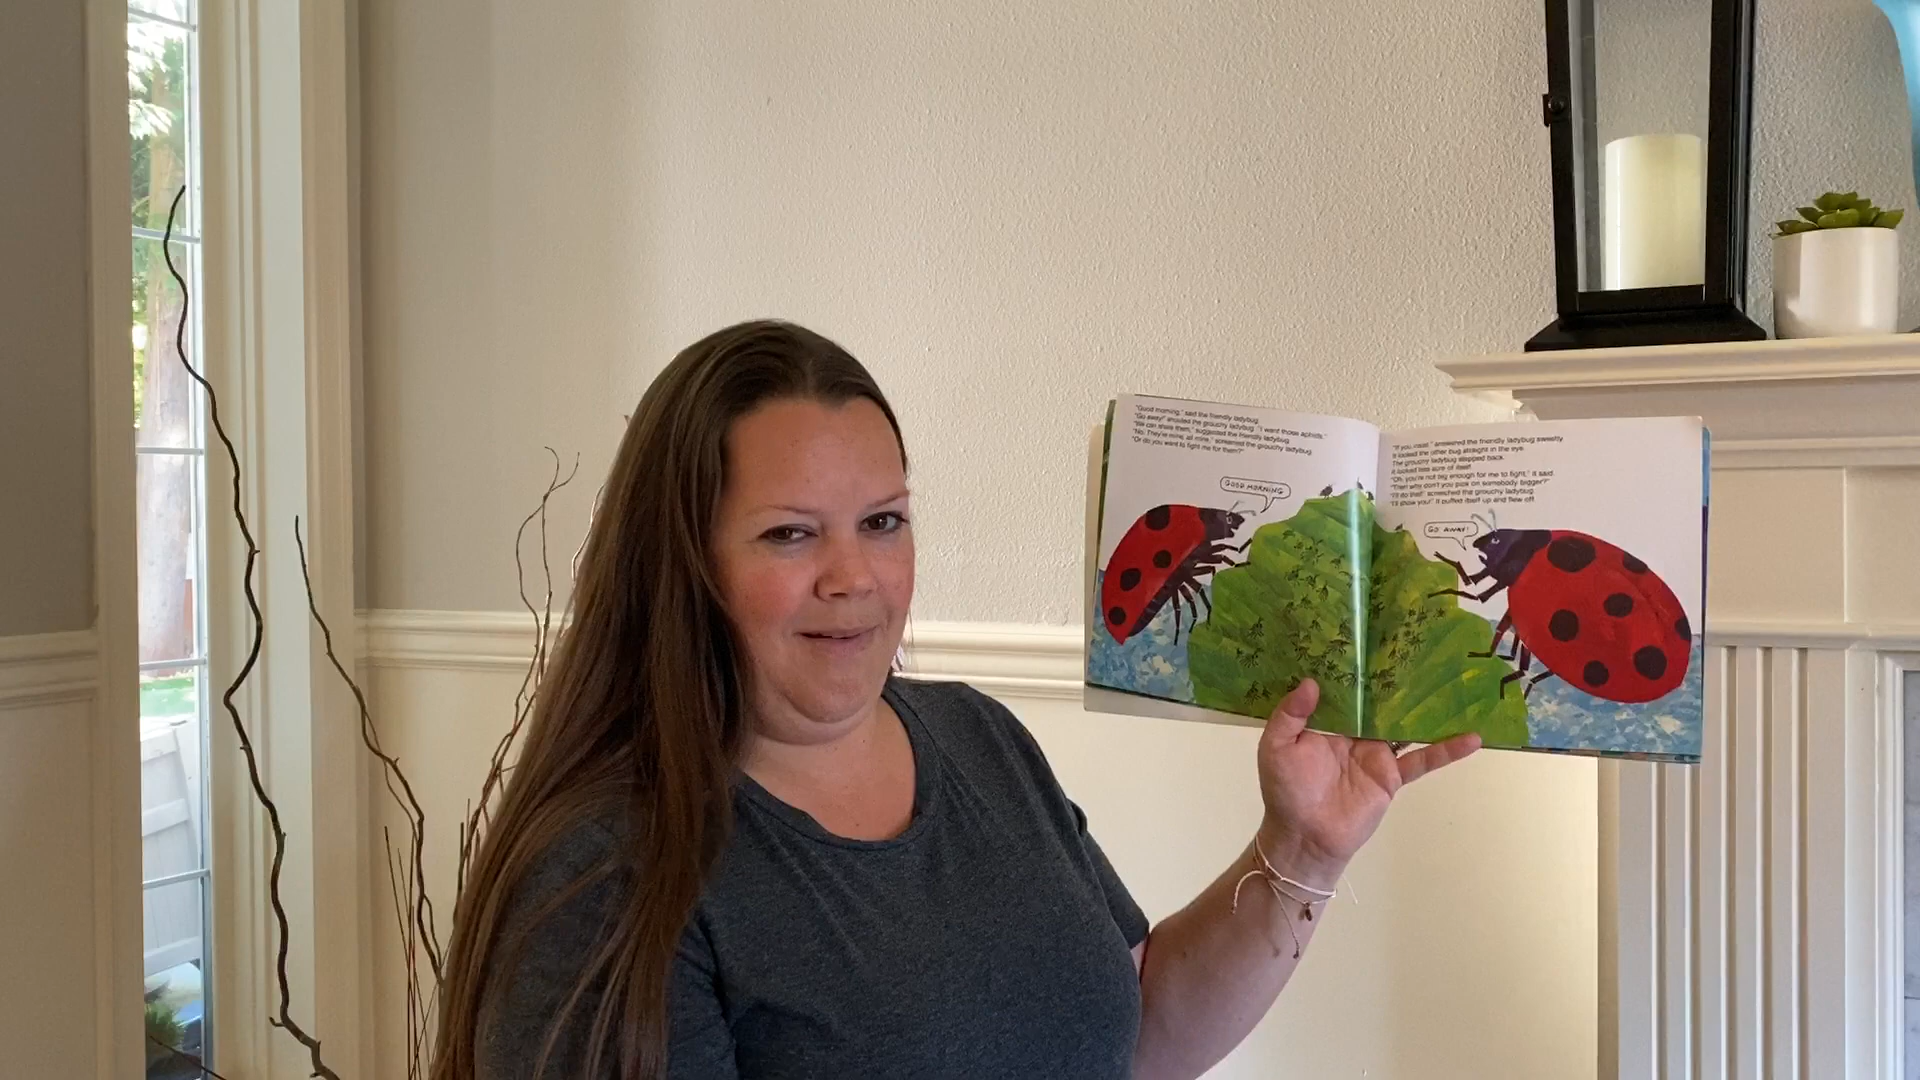 "Good morning," said the friendly ladybug.
"Go away!" shouted the grouchy ladybug. "I want those aphids."
"We can share them," suggested the friendly ladybug.
"No. They're mine, all mine," screamed the grouchy ladybug.
"Or do you want to fight me for them?"
GOOD MORNING
"If you insist," answered the friendly ladybug sweetly.
It looked the other bug straight in the eye.
The grouchy ladybug stepped back.
It looked less sure of itself.
"Oh, you're not big enough for me to fight," it said.
"Then why don't you pick on somebody bigger?"
"I'll do that!" screeched the grouchy ladybug.
"I'll show you!" It puffed itself up and flew off.
GO AWAY!